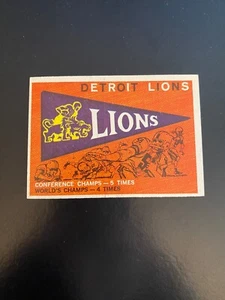 DETROIT LIONS
LIONS
CONFERENCE CHAMPS — 5 TIMES
WORLD'S CHAMPS — 4 TIMES